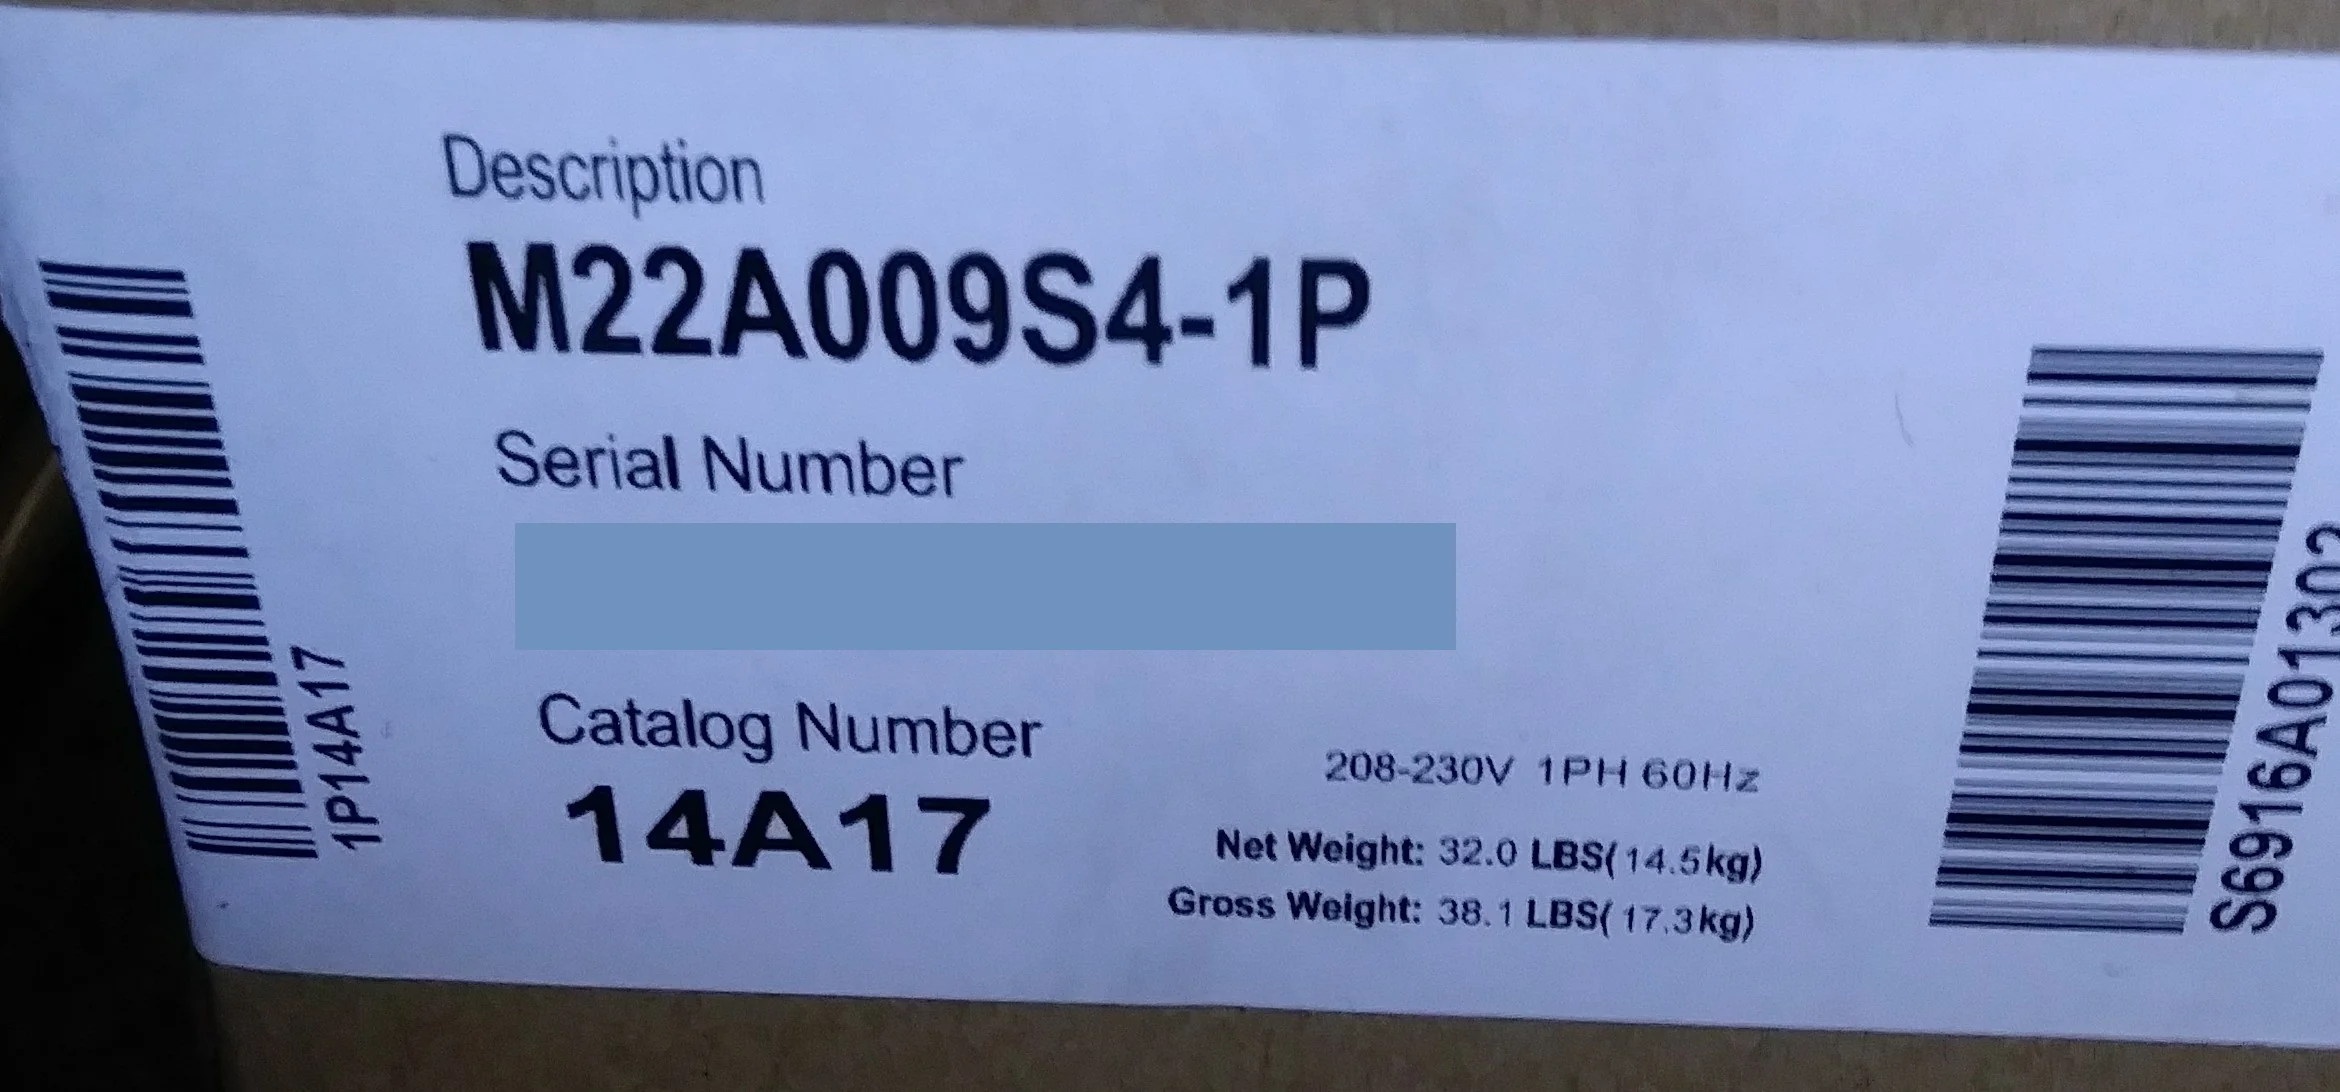 Description
M22A009S4-1P
Serial Number
Catalog Number
14A17
208-230V 1PH 60Hz
Net Weight: 32.0 LBS(14.5kg)
Gross Weight: 38.1 LBS(17.3kg)
1P14A17
S6916A01302